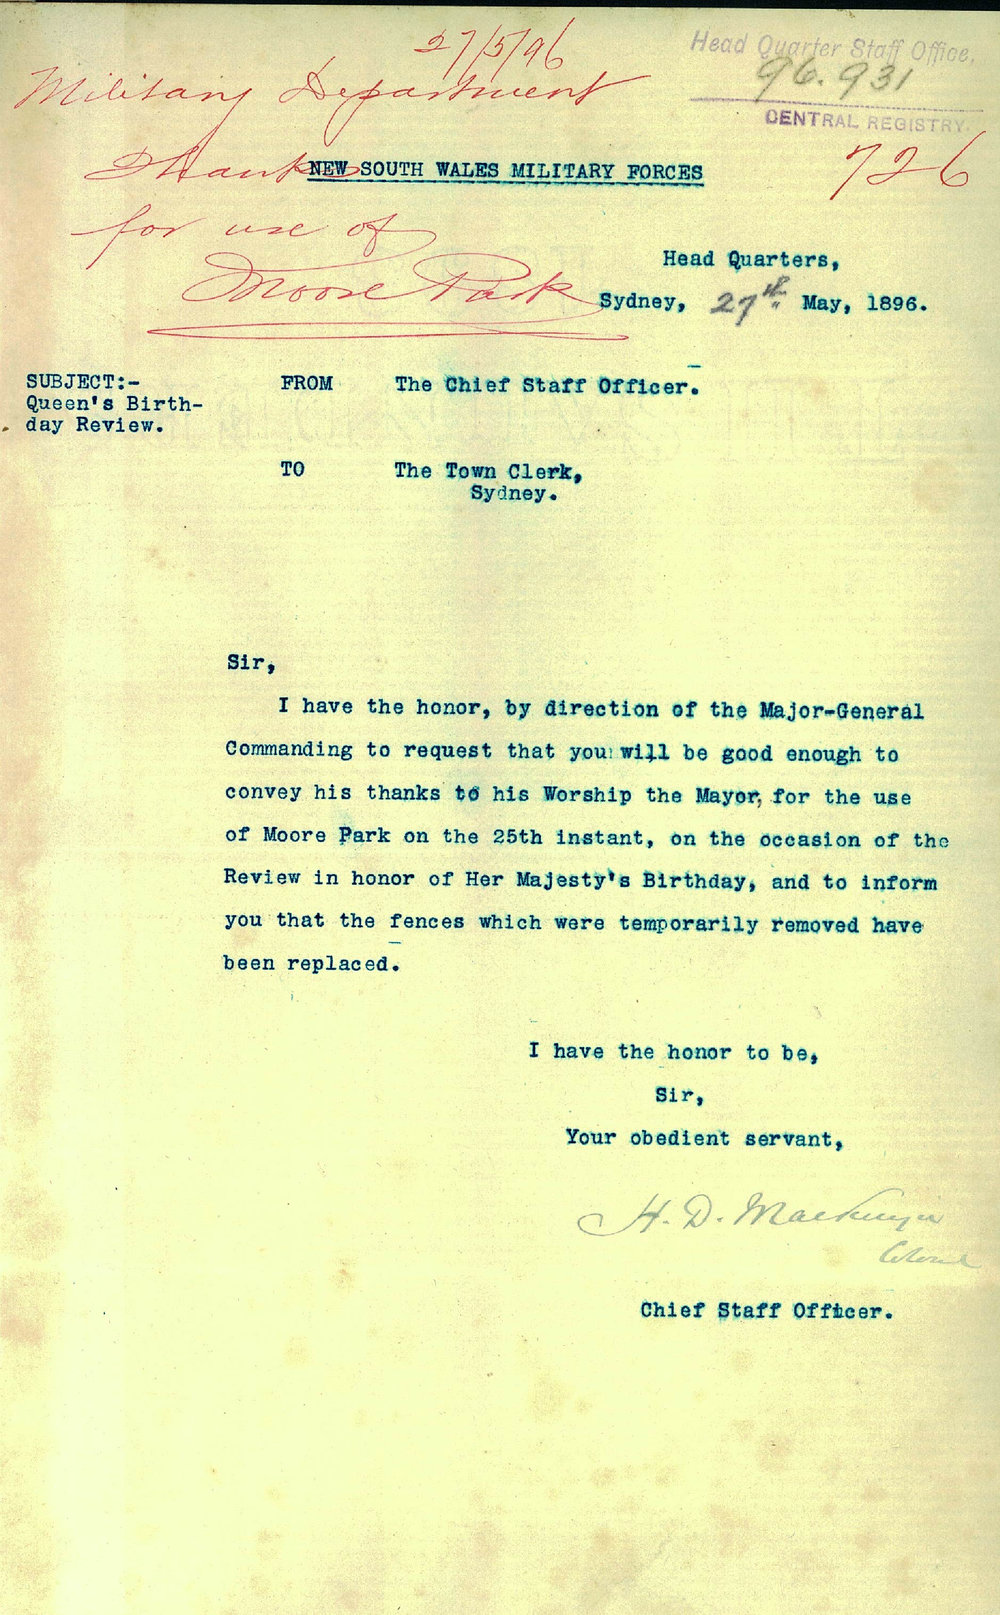 27/5/96
Head Quarter Staff Office,
Military Department
96.931
CENTRAL REGISTRY.
726
Thanks
NEW SOUTH WALES MILITARY FORCES
for use of
Moore Park
Head Quarters,
Sydney, 27th May, 1896.
SUBJECT:-
Queen's Birth-
day Review.
FROM The Chief Staff Officer.
TO The Town Clerk,
Sydney.
Sir,
I have the honor, by direction of the Major-General
Commanding to request that you will be good enough to
convey his thanks to his Worship the Mayor, for the use
of Moore Park on the 25th instant, on the occasion of the
Review in honor of Her Majesty's Birthday, and to inform
you that the fences which were temporarily removed have
been replaced.
I have the honor to be,
Sir,
Your obedient servant,
H. D. Mackenzie
Colonel
Chief Staff Officer.